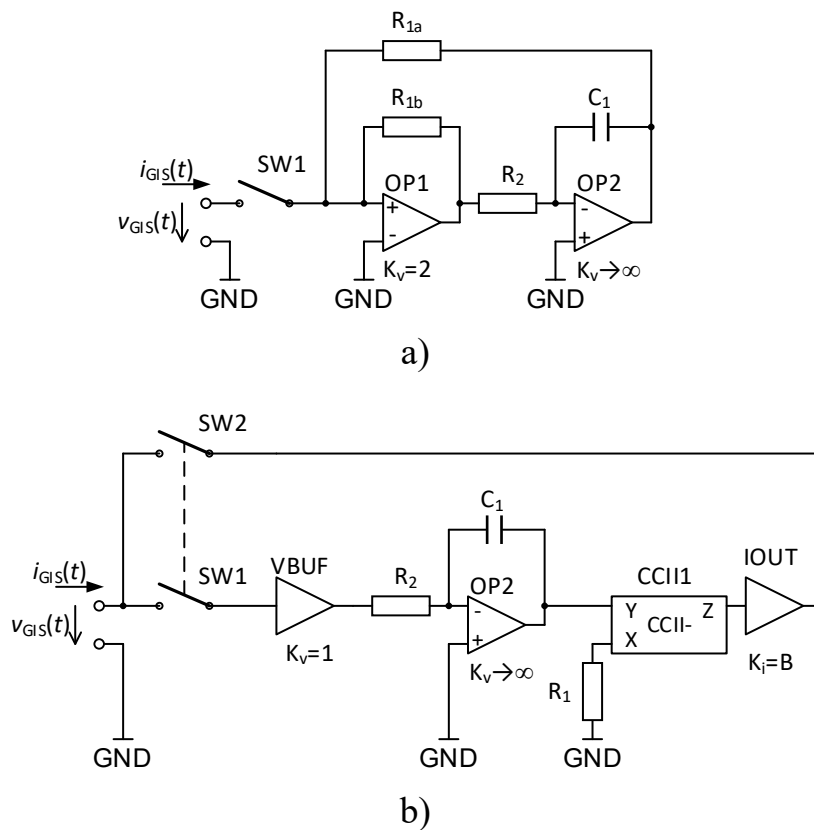 R1a
R1b
C1
SW1
iGIS(t)
OP1
R2
OP2
vGIS(t)
+
-
-
+
Kv=2
Kv→∞
GND
GND
GND
a)
SW2
C1
iGIS(t)
SW1
VBUF
R2
OP2
CCII1
IOUT
vGIS(t)
-
+
Y
Z
CCII-
X
Kv=1
Kv→∞
Ki=B
R1
GND
GND
GND
b)